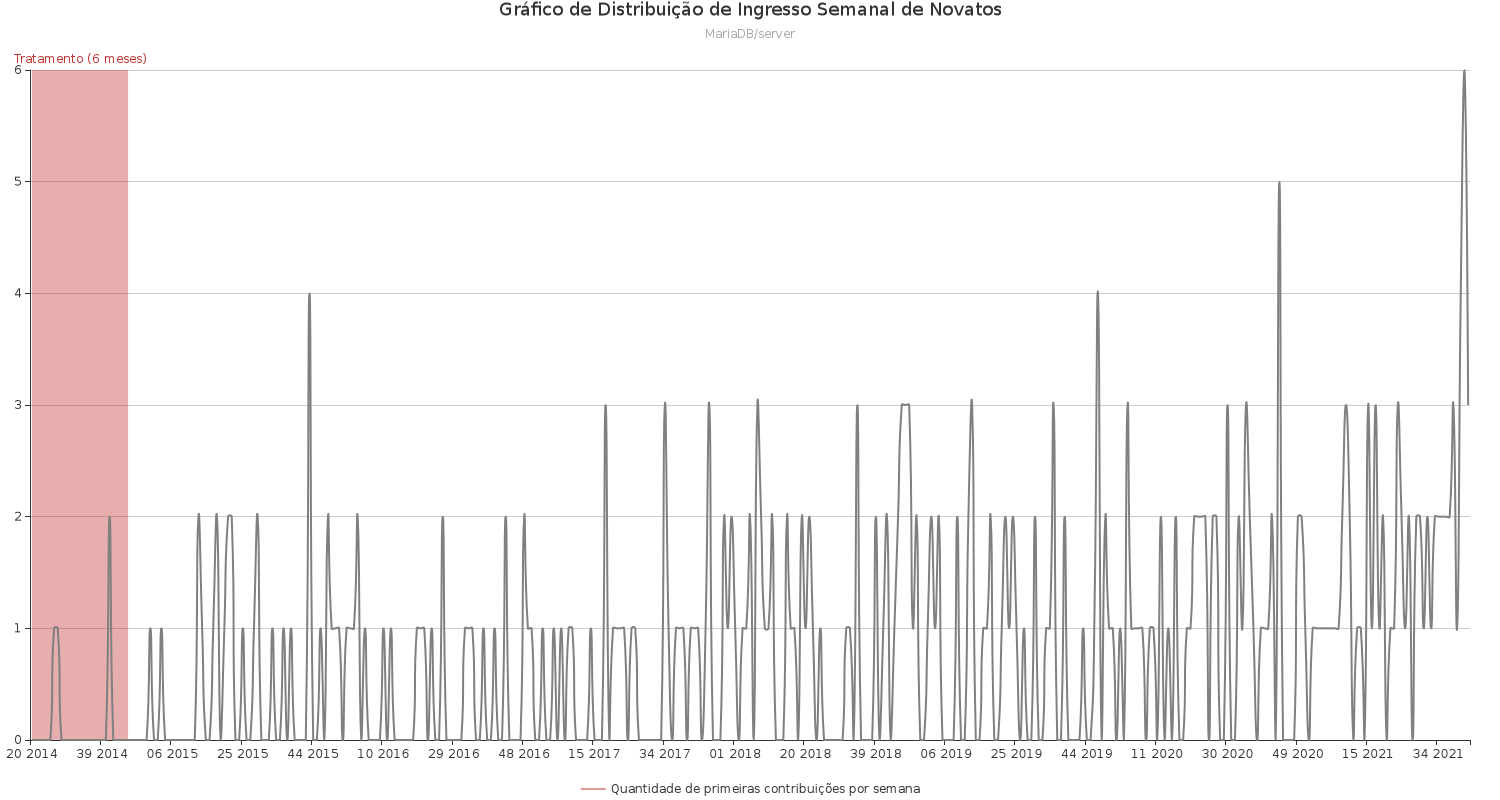 Gráfico de Distribuição de Ingresso Semanal de Novatos
MariaDB/server
Tratamento (6 meses)
6
5
4
3
2
1
0
20 2014 39 2014 06 2015 25 2015 44 2015 10 2016 29 2016 48 2016 15 2017 34 2017 01 2018 20 2018 39 2018 06 2019 25 2019 44 2019 11 2020 30 2020 49 2020 15 2021 34 2021
Quantidade de primeiras contribuições por semana